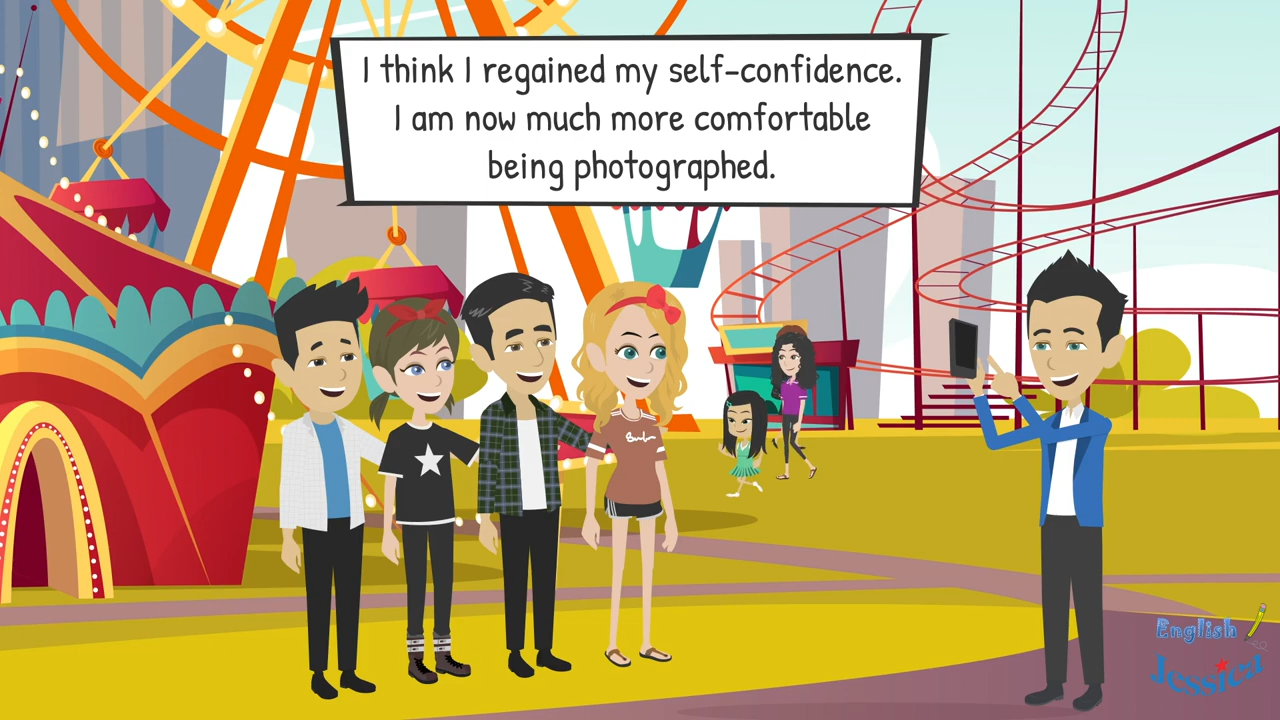 I think I regained my self-confidence.
I am now much more comfortable
being photographed.
English
Jessica